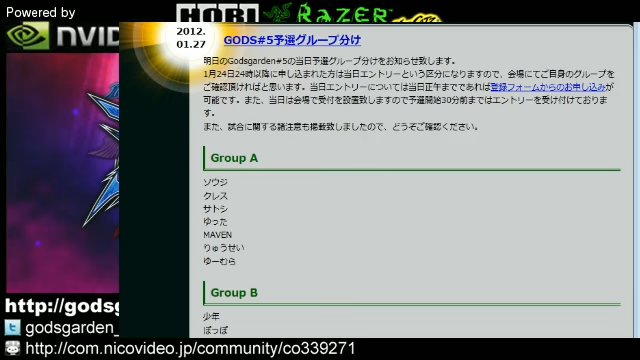 Powered by
HORI RAZER
NVID
2012.
01.27
GODS#5予選グループ分け
明日のGodsgarden#5の当日予選グループ分けをお知らせ致します。
1月24日24時以降に申し込まれた方は当日エントリーという区分になりますので、会場にてご自身のグループを
ご確認頂ければと思います。当日エントリーについては当日正午までであれば登録フォームからのお申し込みが
可能です。また、当日は会場で受付を設置致しますので予選開始30分前まではエントリーを受け付けておりま
す。
また、試合に関する諸注意も掲載致しましたので、どうぞご確認ください。
Group A
ソウジ
クレス
サトシ
ゆった
MAVEN
りゅうせい
ゆーむら
Group B
少年
ぽっぽ
http://godsg
godsgarden_
http://com.nicovideo.jp/community/co339271